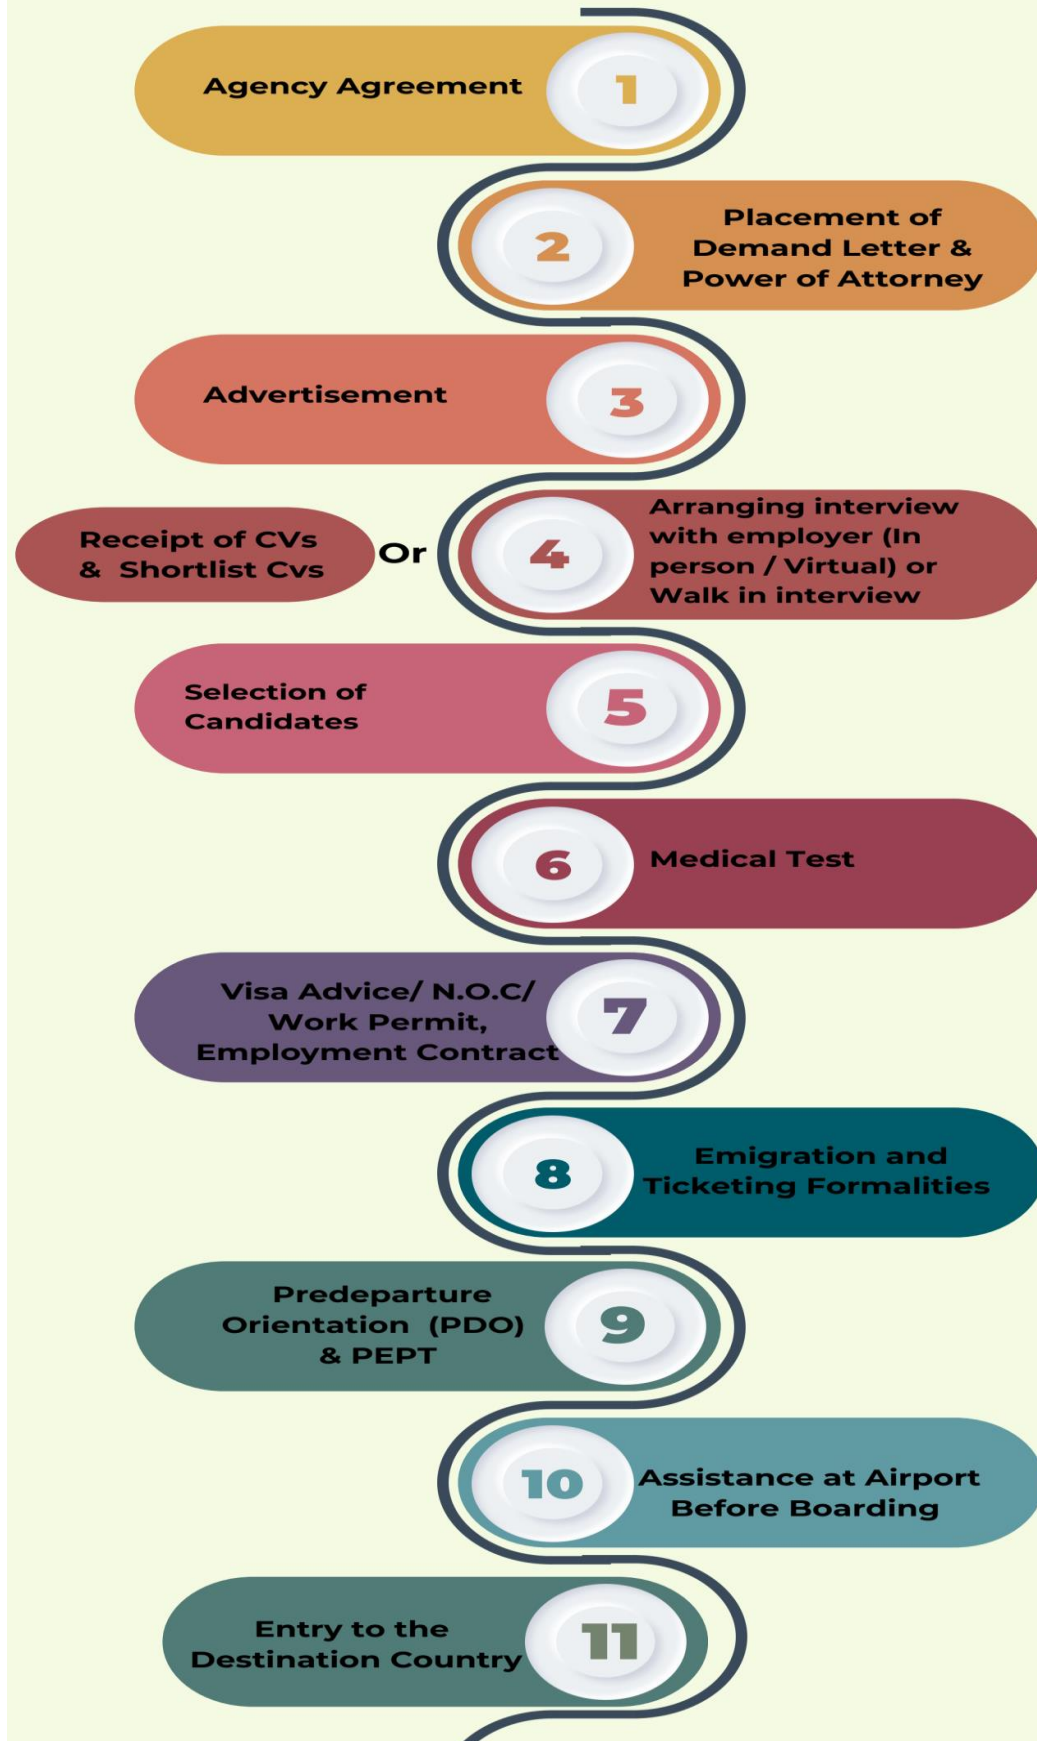 Agency Agreement
1
2
Placement of
Demand Letter &
Power of Attorney
Advertisement
3
Receipt of CVs
& Shortlist Cvs
Or
4
Arranging interview
with employer (In
person / Virtual) or
Walk in interview
Selection of
Candidates
5
6
Medical Test
Visa Advice/ N.O.C/
Work Permit,
Employment Contract
7
8
Emigration and
Ticketing Formalities
Predeparture
Orientation (PDO)
& PEPT
9
10
Assistance at Airport
Before Boarding
Entry to the
Destination Country
11